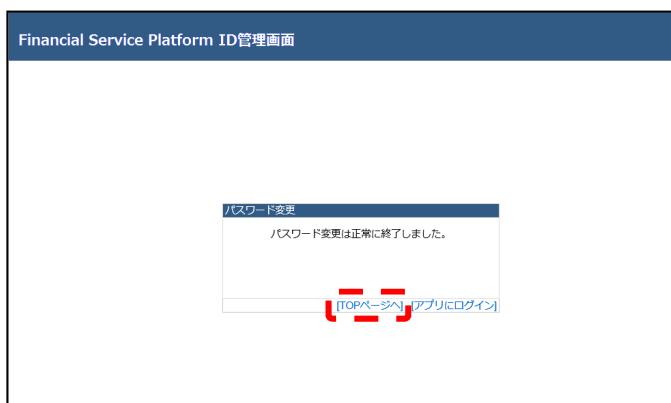 Financial Service Platform ID管理画面
パスワード変更
パスワード変更は正常に終了しました。
[TOPページへ] [アプリにログイン]